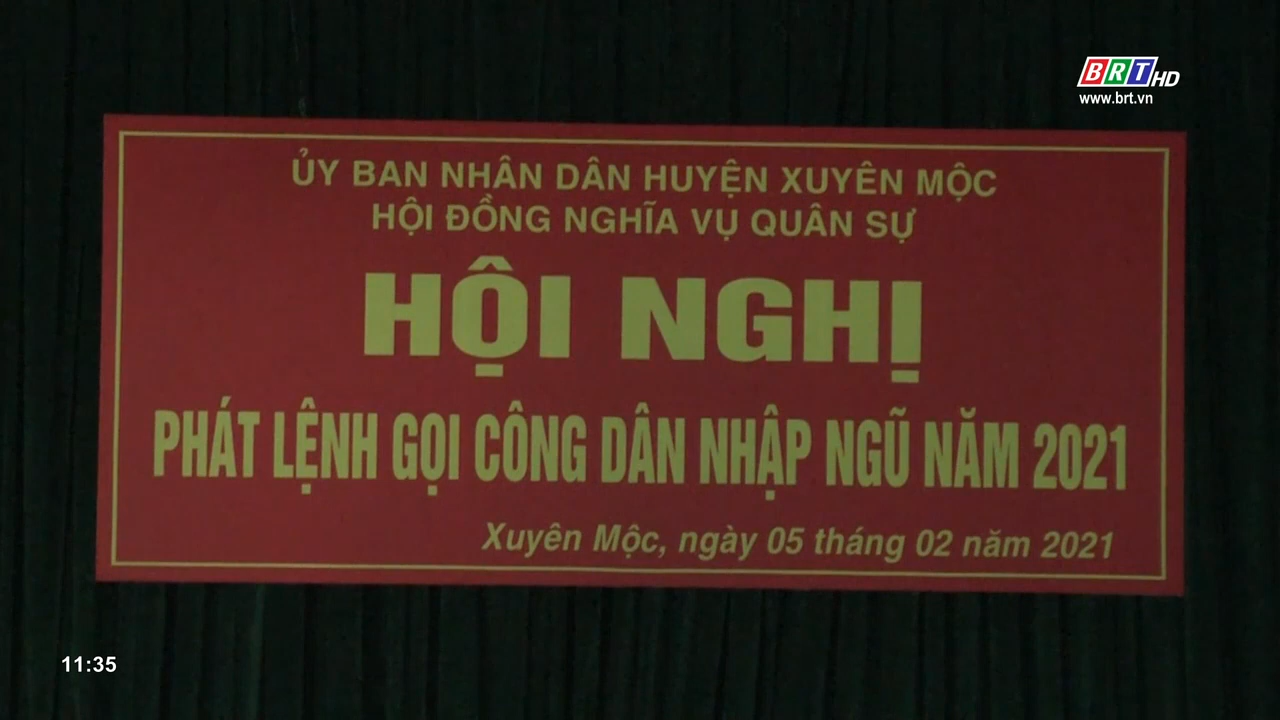 BRT HD
www.brt.vn
ỦY BAN NHÂN DÂN HUYỆN XUYÊN MỘC
HỘI ĐỒNG NGHĨA VỤ QUÂN SỰ
HỘI NGHỊ
PHÁT LỆNH GỌI CÔNG DÂN NHẬP NGŨ NĂM 2021
Xuyên Mộc, ngày 05 tháng 02 năm 2021
11:35